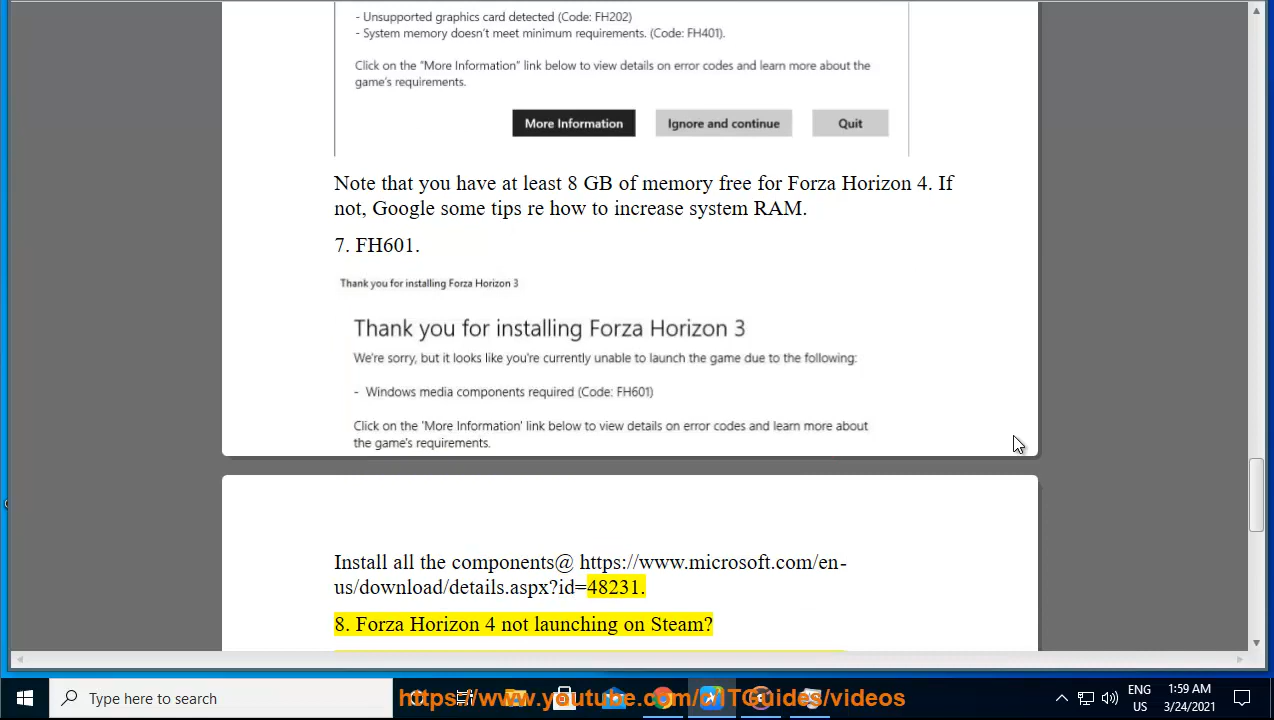 - Unsupported graphics card detected (Code: FH202)
- System memory doesn't meet minimum requirements. (Code: FH401).
Click on the "More Information" link below to view details on error codes and learn more about the
game's requirements.
More Information Ignore and continue Quit
Note that you have at least 8 GB of memory free for Forza Horizon 4. If
not, Google some tips re how to increase system RAM.
7. FH601.
Thank you for installing Forza Horizon 3
Thank you for installing Forza Horizon 3
We're sorry, but it looks like you're currently unable to launch the game due to the following:
- Windows media components required (Code: FH601)
Click on the 'More Information' link below to view details on error codes and learn more about
the game's requirements.
Install all the components@ https://www.microsoft.com/en-
us/download/details.aspx?id=48231.
8. Forza Horizon 4 not launching on Steam?
Type here to search
https://www.youtube.com/c/ITGuides/videos
ENG
US
1:59 AM
3/24/2021